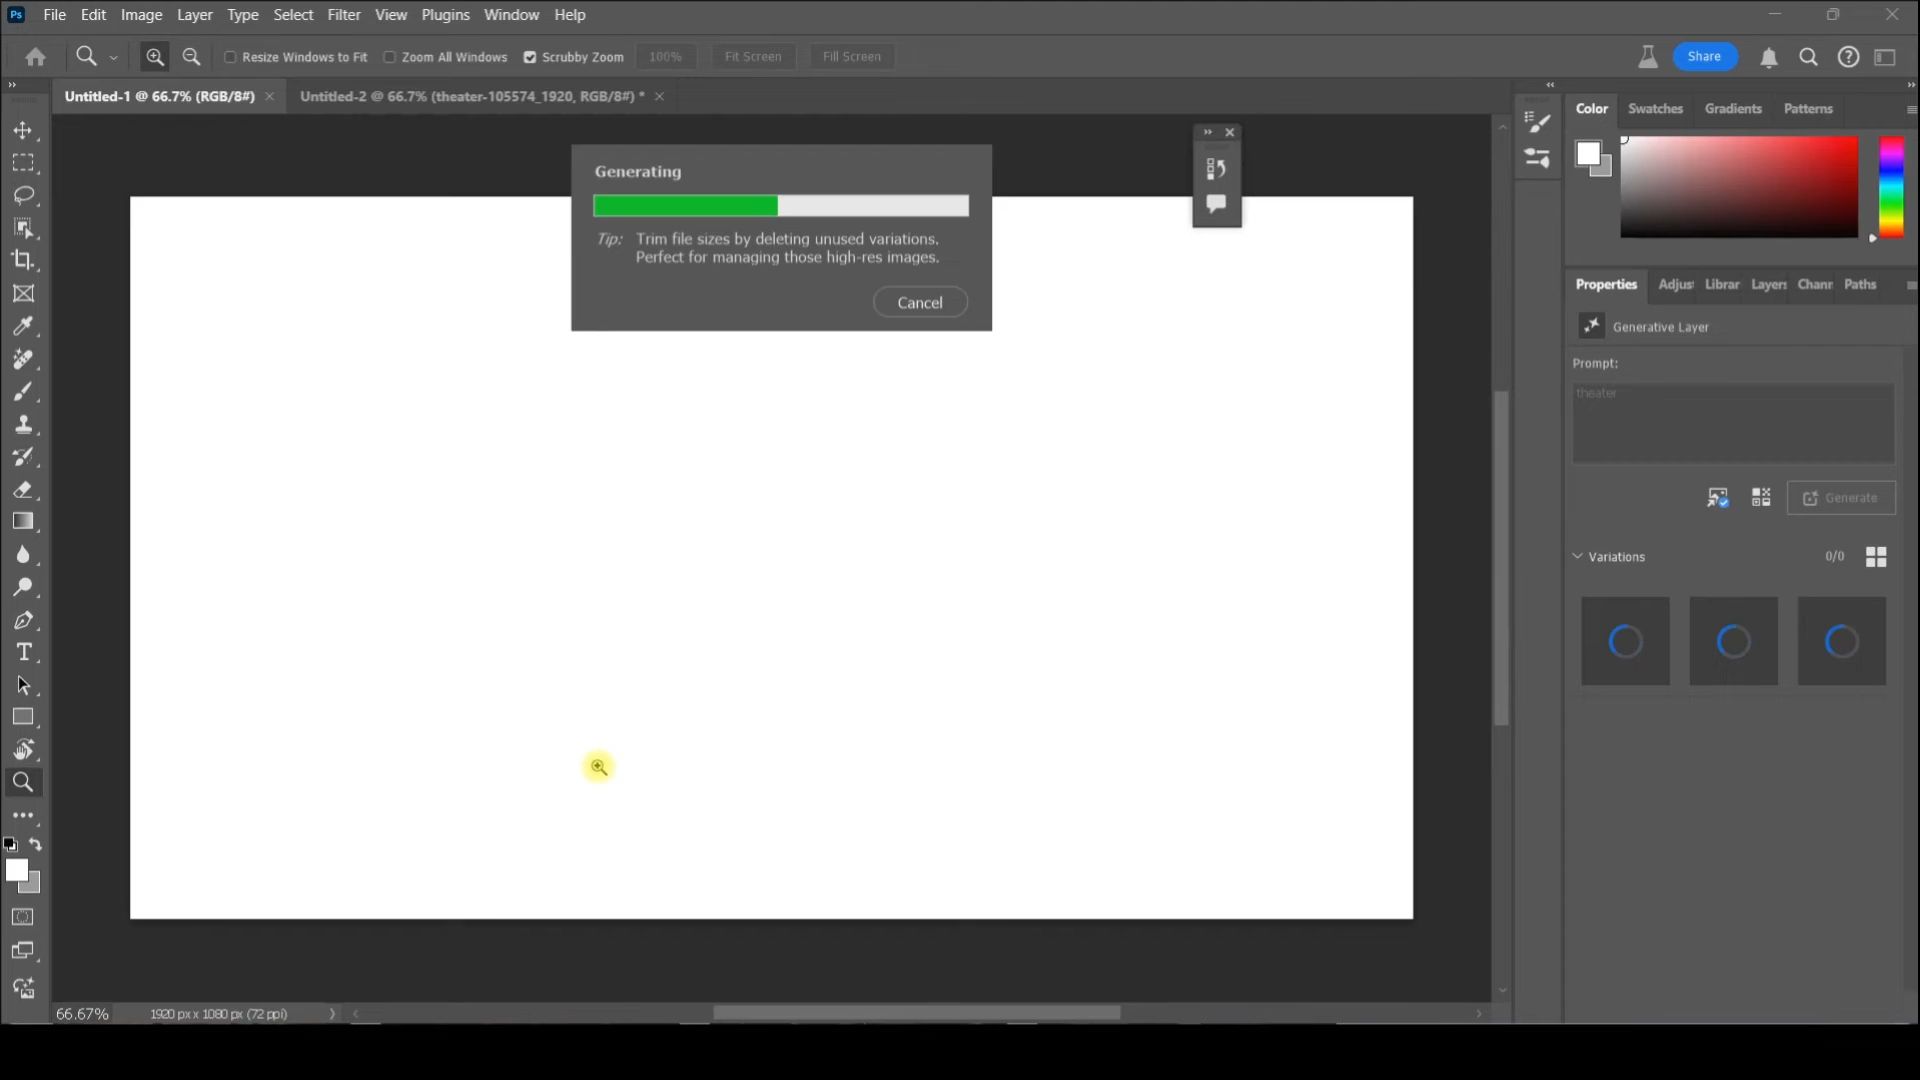 Ps File Edit Image Layer Type Select Filter View Plugins Window Help
Resize Windows to Fit Zoom All Windows Scrubby Zoom 100% Fit Screen Fill Screen Share
Untitled-1 @ 66.7% (RGB/8#) Untitled-2 @ 66.7% (theater-105574_1920, RGB/8#) *
Color Swatches Gradients Patterns
Generating
Tip: Trim file sizes by deleting unused variations.
Perfect for managing those high-res images.
Cancel
Properties Adjus Librar Layers Chann Paths
Generative Layer
Prompt:
theater
Generate
Variations 0/0
66.67% 1920 px x 1080 px (72 ppi)